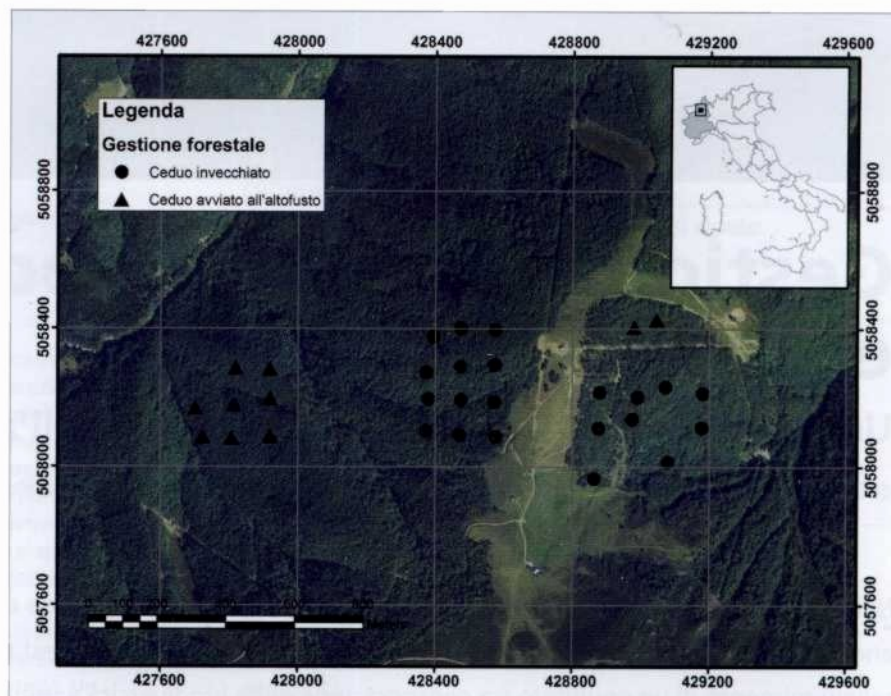 427600 428000 428400 428800 429200 429600
Legenda
Gestione forestale
Ceduo invecchiato
Ceduo avviato all'altofusto
5058800 5058800
5058400 5058400
5058000 5058000
5057600 5057600
427600 428000 428400 428800 429200 429600